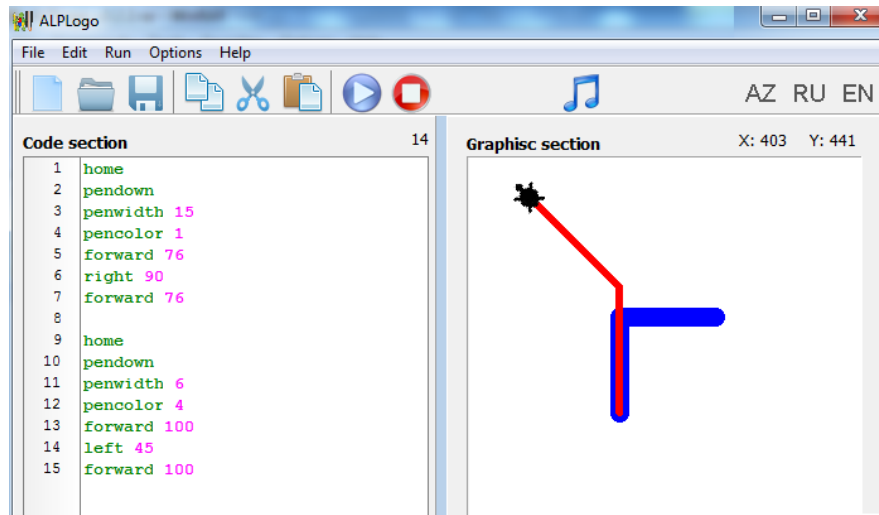 ALPLogo
File Edit Run Options Help
AZ RU EN
Code section 14
1 home
2 pendown
3 penwidth 15
4 pencolor 1
5 forward 76
6 right 90
7 forward 76
8
9 home
10 pendown
11 penwidth 6
12 pencolor 4
13 forward 100
14 left 45
15 forward 100
Graphisc section X: 403 Y: 441